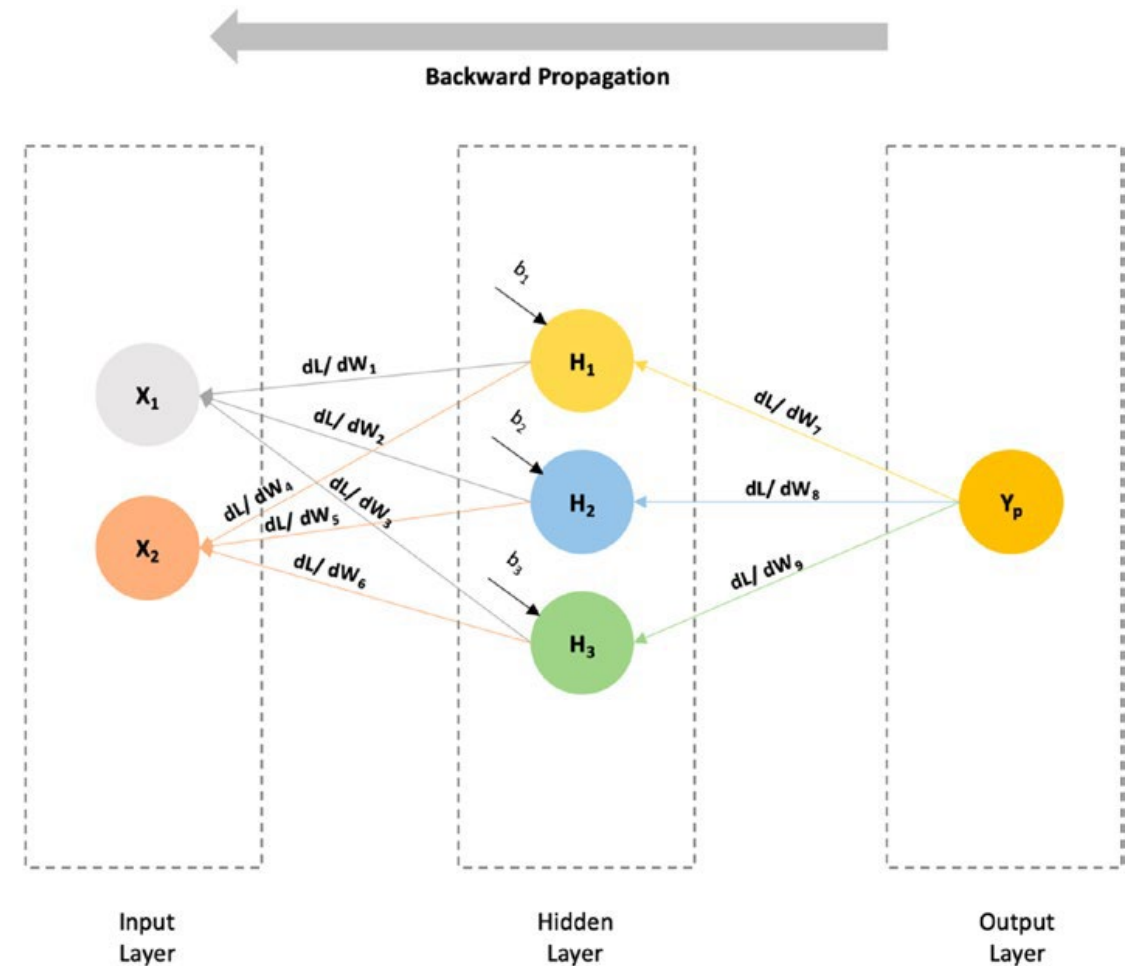 Backward Propagation
b₁
H₁
dL/ dW₁
X₁
dL/ dW₇
dL/ dW₂
b₂
H₂
dL/ dW₄
dL/ dW₃
dL/ dW₈
Yₚ
dL/ dW₅
X₂
dL/ dW₆
b₃
dL/ dW₉
H₃
Input
Layer
Hidden
Layer
Output
Layer